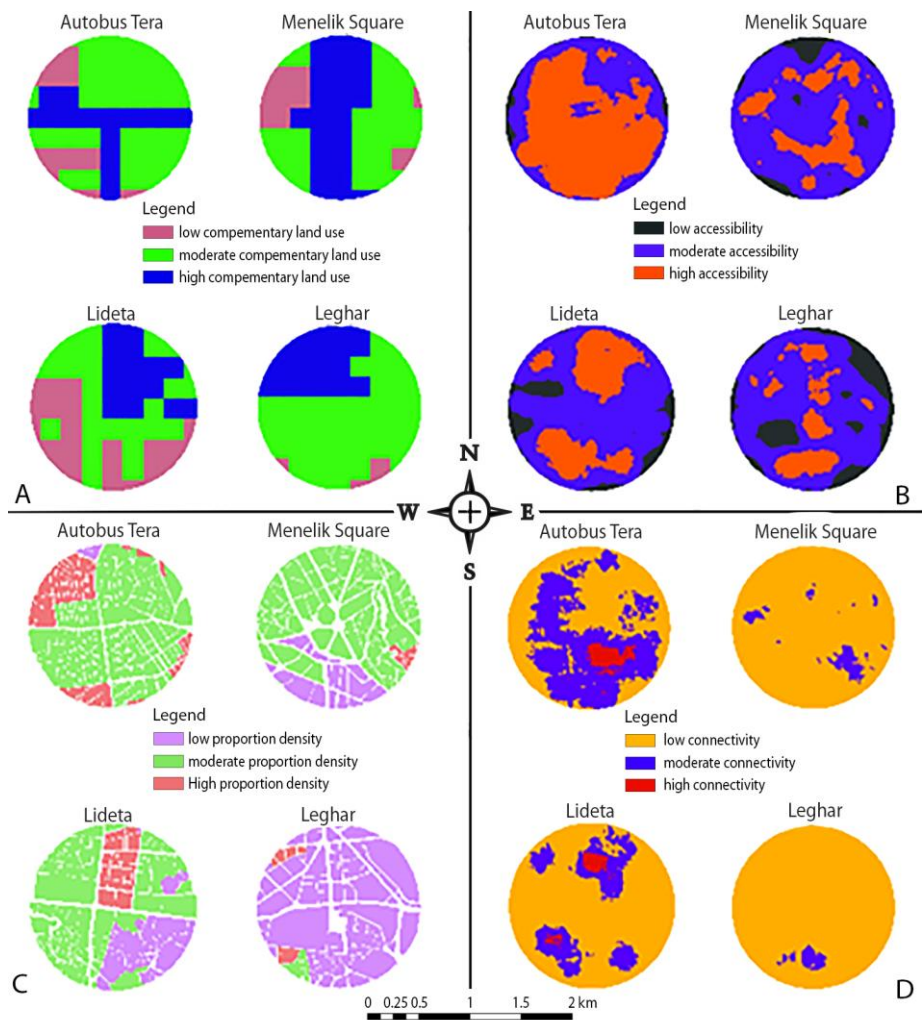 Autobus Tera
Menelik Square
Legend
low compementary land use
moderate compementary land use
high compementary land use
Lideta
Leghar
A
Autobus Tera
Menelik Square
Legend
low accessibility
moderate accessibility
high accessibility
Lideta
Leghar
B
N
W
E
S
Autobus Tera
Menelik Square
Legend
low proportion density
moderate proportion density
High proportion density
Lideta
Leghar
C
Autobus Tera
Menelik Square
Legend
low connectivity
moderate connectivity
high connectivity
Lideta
Leghar
D
0 0.25 0.5 1 1.5 2 km